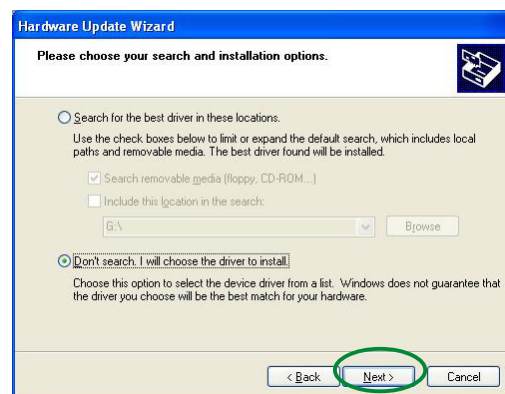 Hardware Update Wizard
Please choose your search and installation options.
Search for the best driver in these locations.
Use the check boxes below to limit or expand the default search, which includes local
paths and removable media. The best driver found will be installed.
Search removable media (floppy, CD-ROM...)
Include this location in the search:
G:\
Browse
Don't search. I will choose the driver to install.
Choose this option to select the device driver from a list. Windows does not guarantee that
the driver you choose will be the best match for your hardware.
< Back Next > Cancel